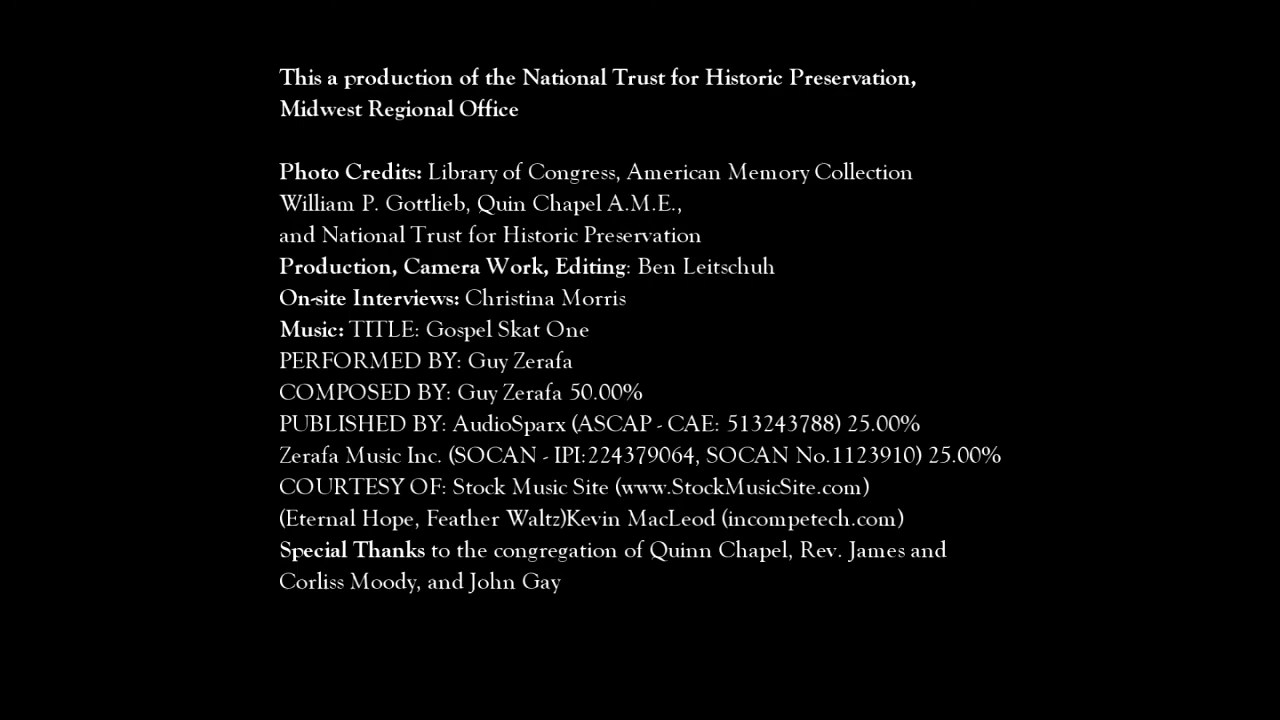 This a production of the National Trust for Historic Preservation,
Midwest Regional Office
Photo Credits: Library of Congress, American Memory Collection
William P. Gottlieb, Quin Chapel A.M.E.,
and National Trust for Historic Preservation
Production, Camera Work, Editing: Ben Leitschuh
On-site Interviews: Christina Morris
Music: TITLE: Gospel Skat One
PERFORMED BY: Guy Zerafa
COMPOSED BY: Guy Zerafa 50.00%
PUBLISHED BY: AudioSparx (ASCAP - CAE: 513243788) 25.00%
Zerafa Music Inc. (SOCAN - IPI:224379064, SOCAN No.1123910) 25.00%
COURTESY OF: Stock Music Site (www.StockMusicSite.com)
(Eternal Hope, Feather Waltz)Kevin MacLeod (incompetech.com)
Special Thanks to the congregation of Quinn Chapel, Rev. James and
Corliss Moody, and John Gay